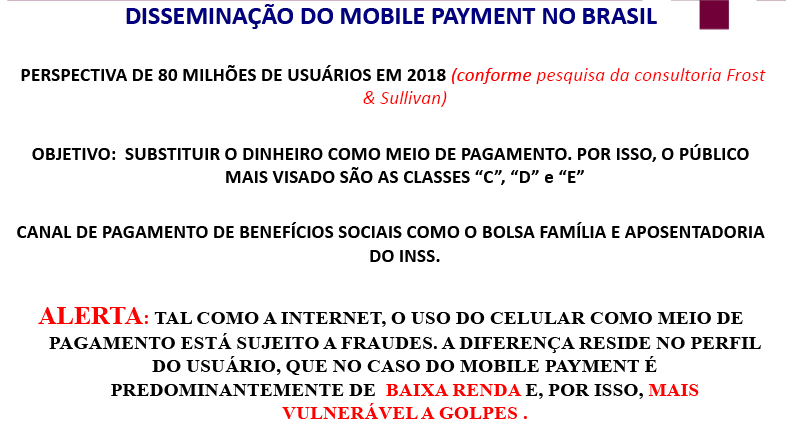 DISSEMINAÇÃO DO MOBILE PAYMENT NO BRASIL
PERSPECTIVA DE 80 MILHÕES DE USUÁRIOS EM 2018 (conforme pesquisa da consultoria Frost
& Sullivan)
OBJETIVO: SUBSTITUIR O DINHEIRO COMO MEIO DE PAGAMENTO. POR ISSO, O PÚBLICO
MAIS VISADO SÃO AS CLASSES “C”, “D” e “E”
CANAL DE PAGAMENTO DE BENEFÍCIOS SOCIAIS COMO O BOLSA FAMÍLIA E APOSENTADORIA
DO INSS.
ALERTA: TAL COMO A INTERNET, O USO DO CELULAR COMO MEIO DE
PAGAMENTO ESTÁ SUJEITO A FRAUDES. A DIFERENÇA RESIDE NO PERFIL
DO USUÁRIO, QUE NO CASO DO MOBILE PAYMENT É
PREDOMINANTEMENTE DE BAIXA RENDA E, POR ISSO, MAIS
VULNERÁVEL A GOLPES .